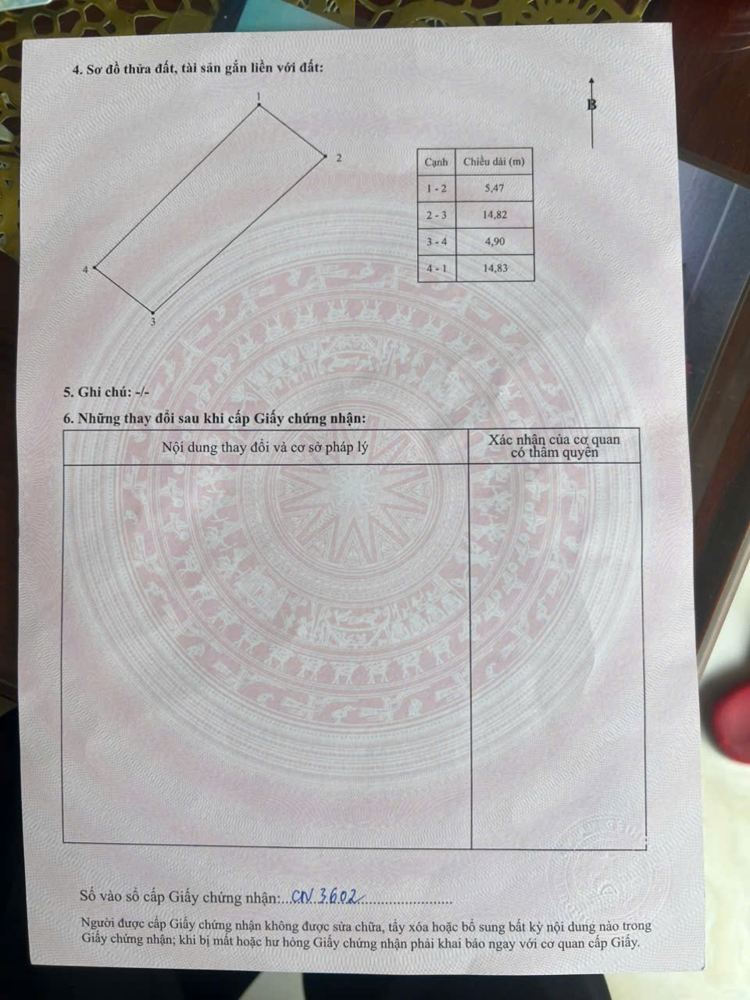 4. Sơ đồ thửa đất, tài sản gắn liền với đất:
1
B
2
Cạnh Chiều dài (m)
1 - 2 5,47
2 - 3 14,82
3 - 4 4,90
4 - 1 14,83
4
3
5. Ghi chú: -/-
6. Những thay đổi sau khi cấp Giấy chứng nhận:
Nội dung thay đổi và cơ sở pháp lý
Xác nhận của cơ quan
có thẩm quyền
Số vào sổ cấp Giấy chứng nhận:...CN.3602...
Người được cấp Giấy chứng nhận không được sửa chữa, tẩy xóa hoặc bổ sung bất kỳ nội dung nào trong
Giấy chứng nhận; khi bị mất hoặc hư hỏng Giấy chứng nhận phải khai báo ngay với cơ quan cấp Giấy.